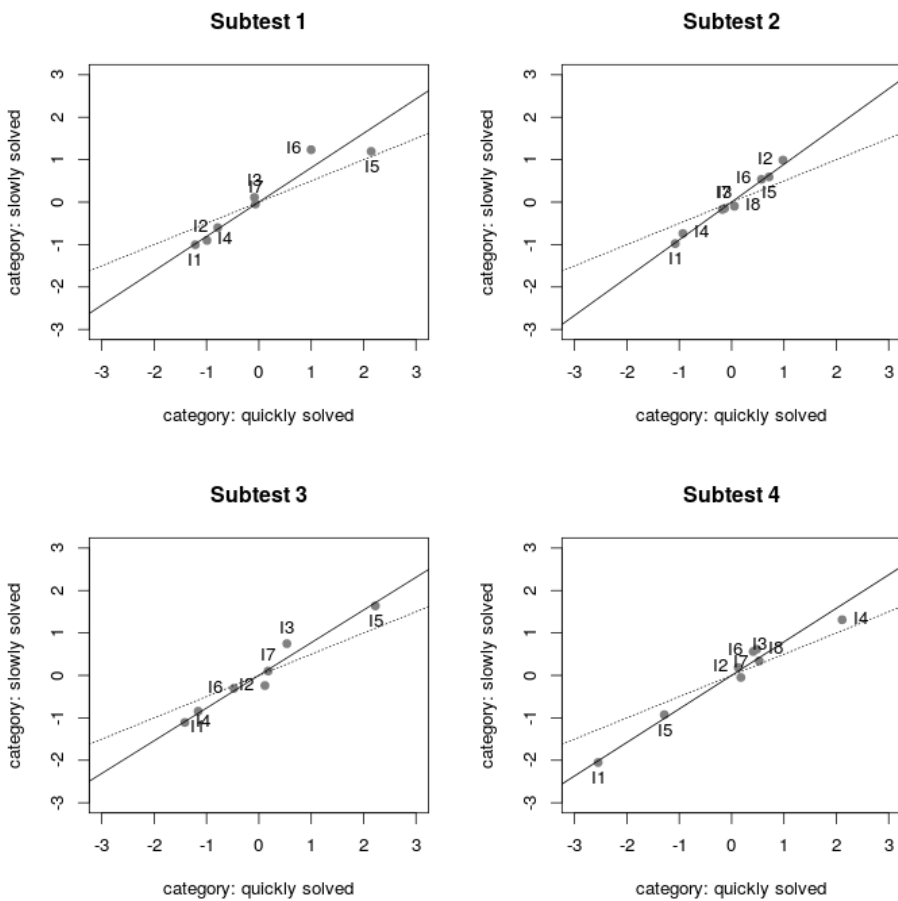 Subtest 1
3
2
1
0
-1
-2
-3
category: slowly solved
I6
I5
I3
I7
I2
I4
I1
-3 -2 -1 0 1 2 3
category: quickly solved
Subtest 2
3
2
1
0
-1
-2
-3
category: slowly solved
I2
I6
I5
I8
I4
I1
-3 -2 -1 0 1 2 3
category: quickly solved
Subtest 3
3
2
1
0
-1
-2
-3
category: slowly solved
I5
I3
I7
I6
I2
I4
I1
-3 -2 -1 0 1 2 3
category: quickly solved
Subtest 4
3
2
1
0
-1
-2
-3
category: slowly solved
I4
I6
I3
I8
I7
I2
I5
I1
-3 -2 -1 0 1 2 3
category: quickly solved